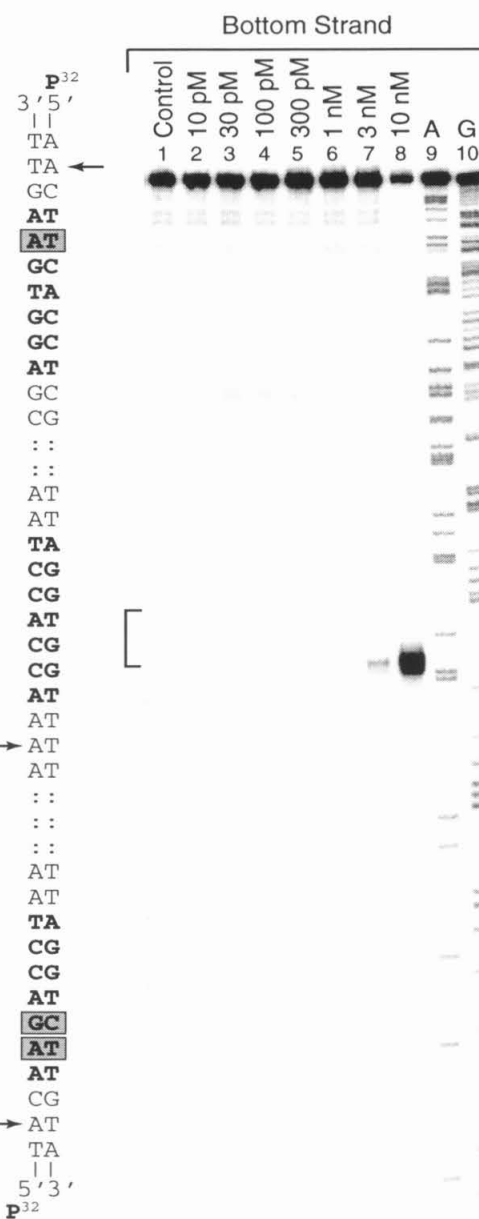 Bottom Strand
Control
10 pM
30 pM
100 pM
300 pM
1 nM
3 nM
10 nM
A
G
1
2
3
4
5
6
7
8
9
10
P32
3'5'
TA
TA
GC
AT
AT
GC
TA
GC
GC
AT
GC
CG
: :
: :
AT
AT
TA
CG
CG
AT
CG
CG
AT
AT
AT
AT
: :
: :
: :
AT
AT
TA
CG
CG
AT
GC
AT
AT
CG
AT
TA
5'3'
P32